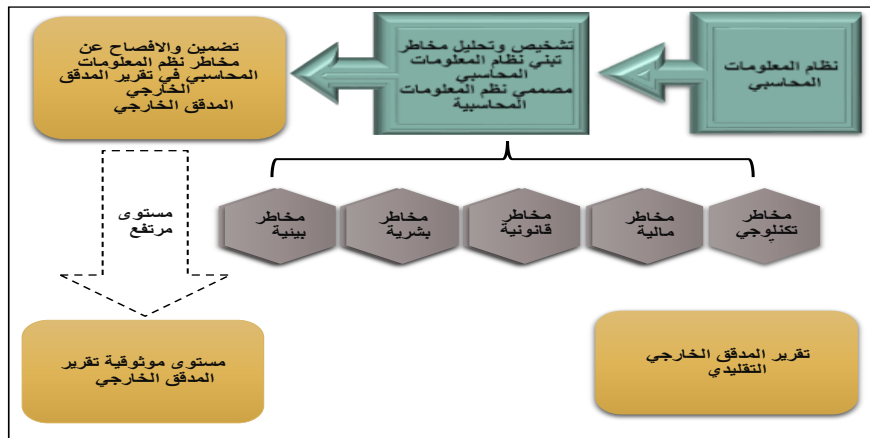 نظام المعلومات
المحاسبي
تشخيص وتحليل مخاطر
تبني نظام المعلومات
المحاسبي
مصممي نظم المعلومات
المحاسبية
تضمين والافصاح عن
مخاطر نظم المعلومات
المحاسبي في تقرير المدقق
الخارجي
المدقق الخارجي
مخاطر
تكنلوجي
مخاطر
مالية
مخاطر
قانونية
مخاطر
بشرية
مخاطر
بيئية
مستوى
مرتفع
تقرير المدقق الخارجي
التقليدي
مستوى موثوقية تقرير
المدقق الخارجي